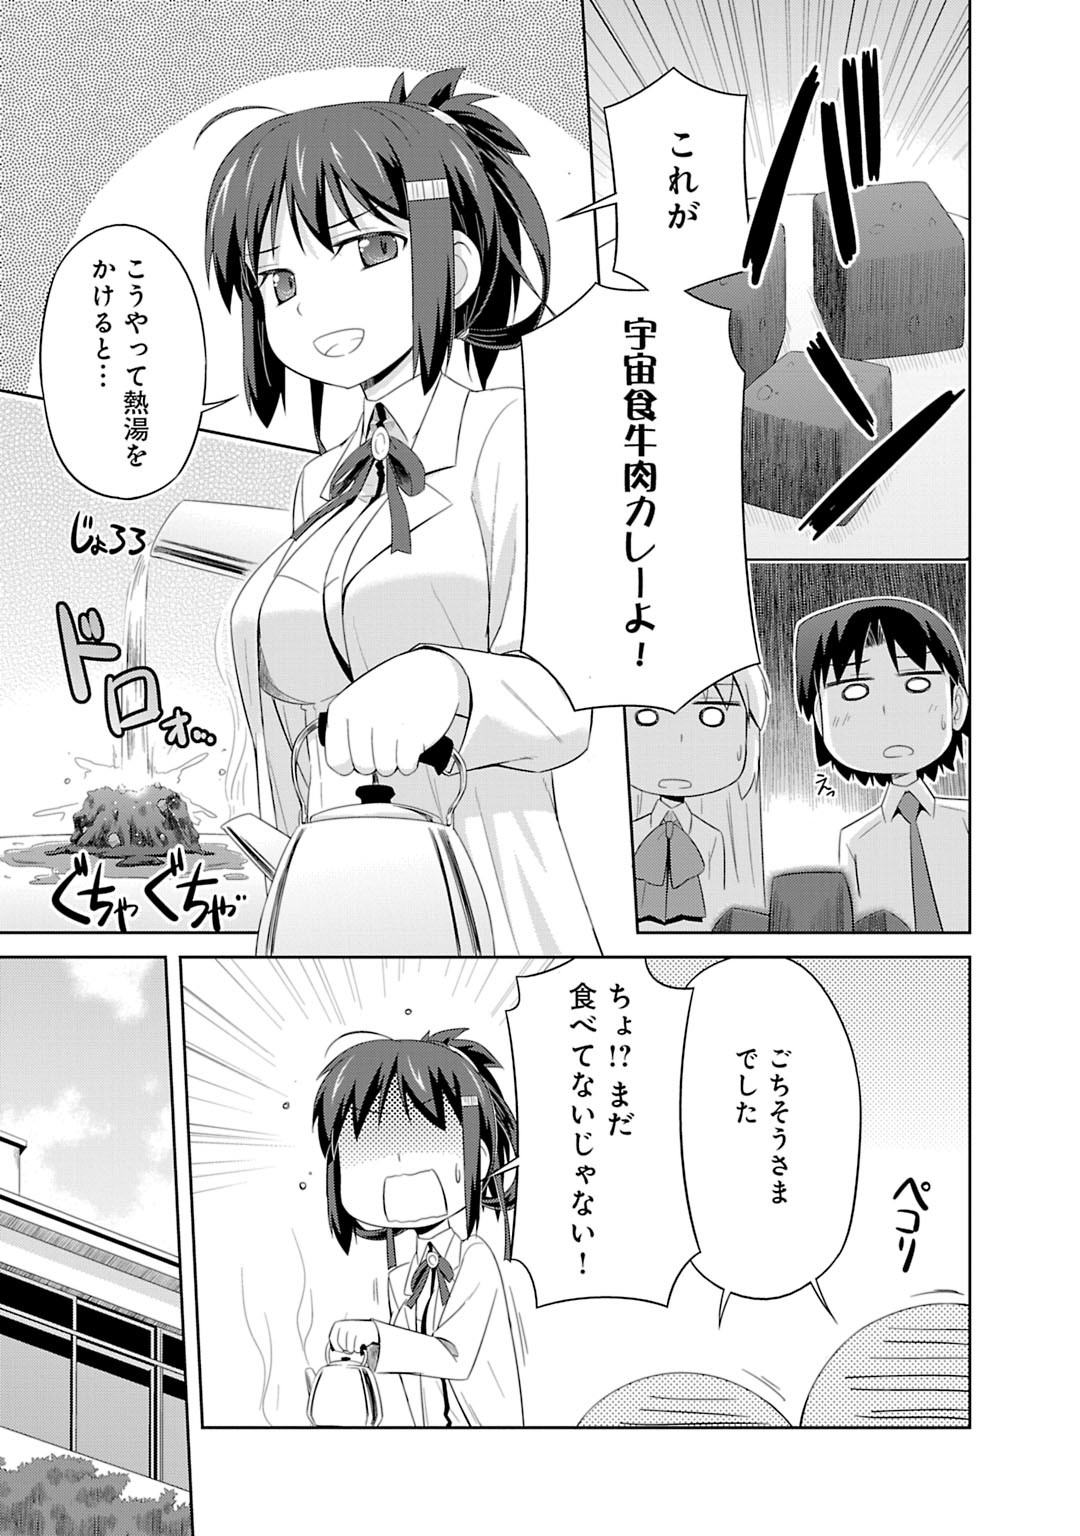 これが
宇宙食牛肉カレーよ！
えっ
こうやって熱湯を
かけると…
じょろろ
ドロォ…
ぐちゃぐちゃ
ペコリ
ごちそうさま
でした
ちょ!? まだ
食べてないじゃない！